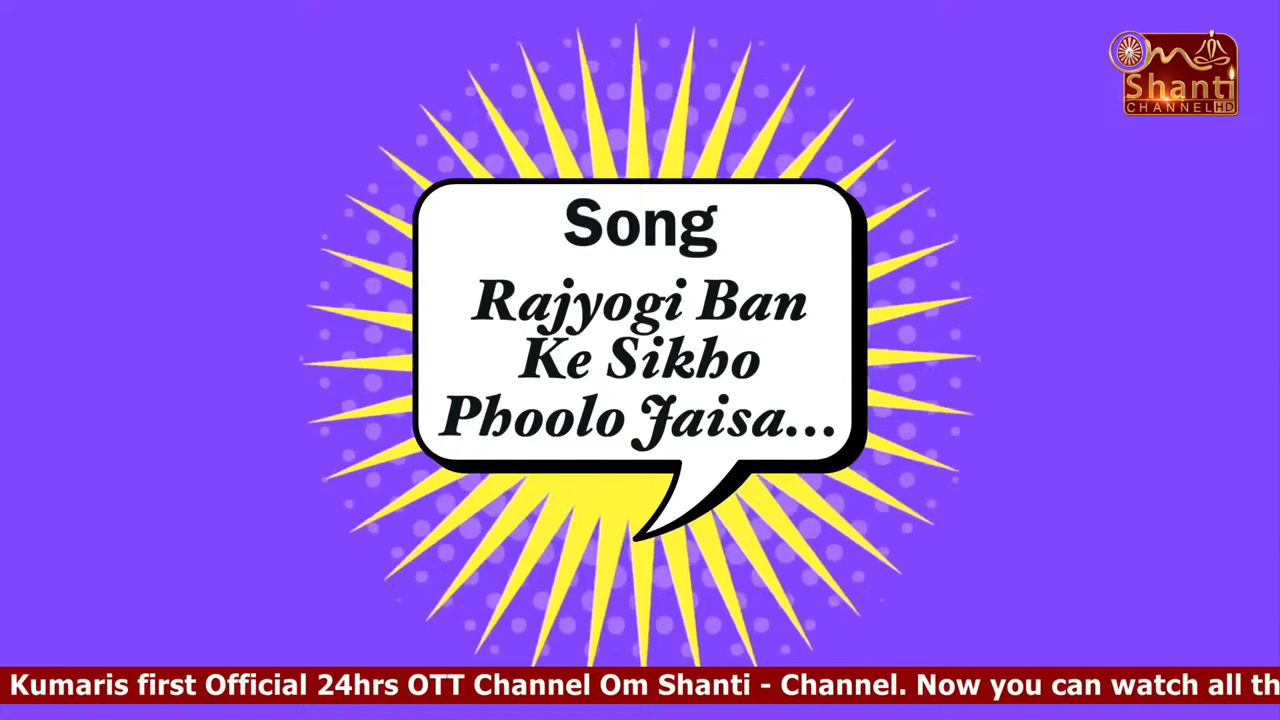 Om
Shanti
CHANNEL HD
Song
Rajyogi Ban
Ke Sikho
Phoolo Jaisa...
Kumaris first Official 24hrs OTT Channel Om Shanti - Channel. Now you can watch all th